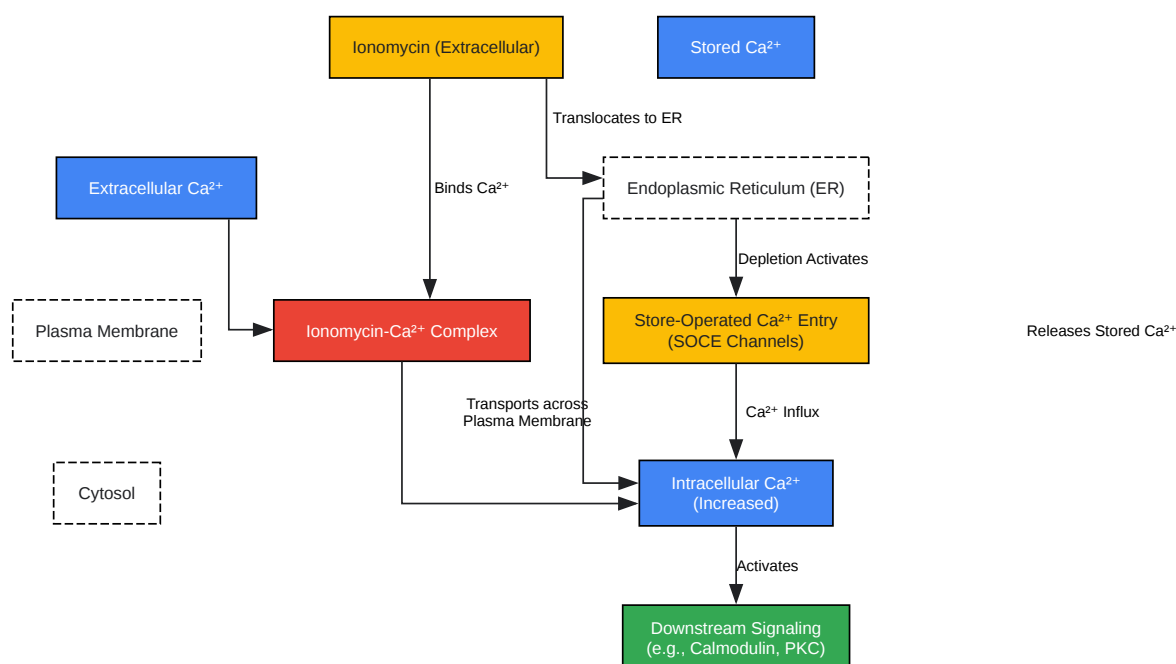 Ionomycin (Extracellular)
Stored Ca²⁺
Translocates to ER
Extracellular Ca²⁺
Binds Ca²⁺
Endoplasmic Reticulum (ER)
Depletion Activates
Plasma Membrane
Ionomycin-Ca²⁺ Complex
Store-Operated Ca²⁺ Entry
(SOCE Channels)
Releases Stored Ca²⁺
Transports across
Plasma Membrane
Ca²⁺ Influx
Cytosol
Intracellular Ca²⁺
(Increased)
Activates
Downstream Signaling
(e.g., Calmodulin, PKC)